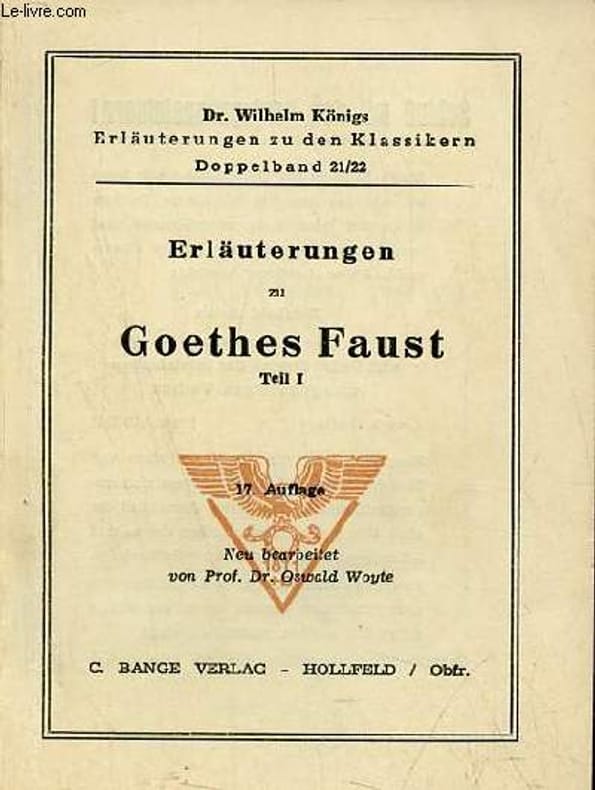 Le-livre.com
Dr. Wilhelm Königs
Erläuterungen zu den Klassikern
Doppelband 21/22
Erläuterungen
zu
Goethes Faust
Teil I
17. Auflage
Neu bearbeitet
von Prof. Dr. Oswald Woyte
1871
C. BANGE VERLAG - HOLLFELD / Obfr.